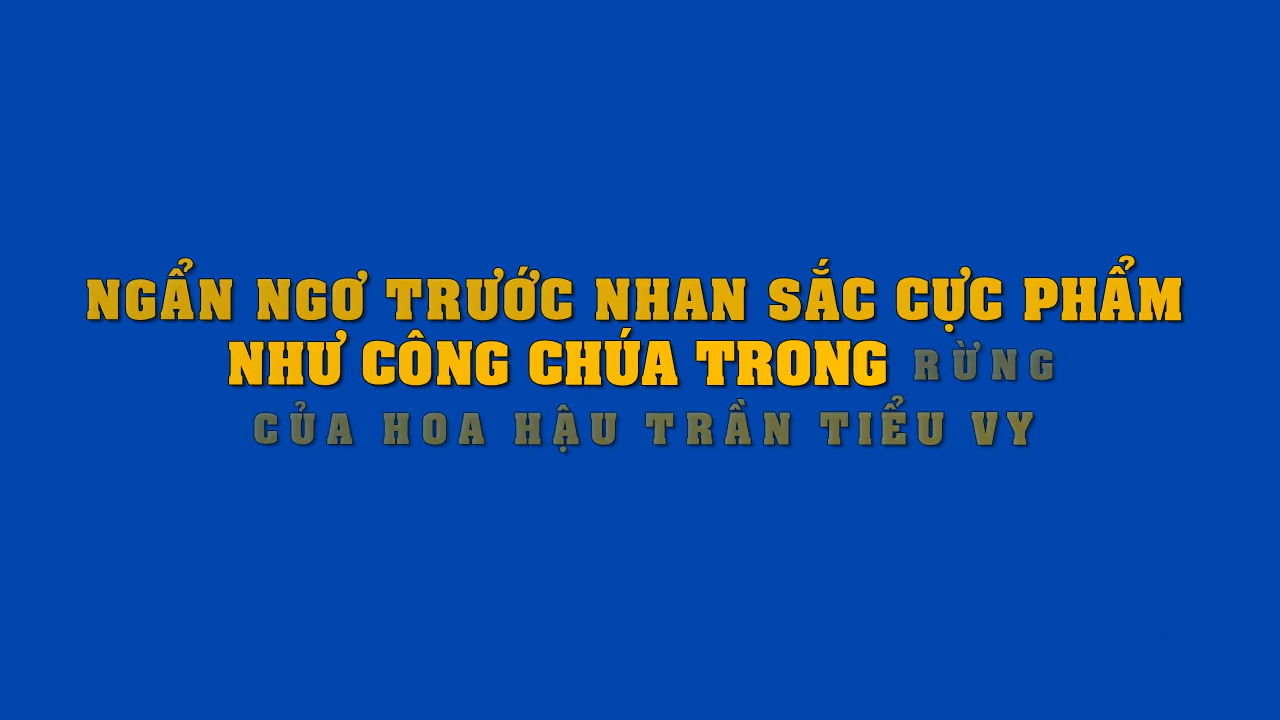 NGẨN NGƠ TRƯỚC NHAN SẮC CỰC PHẨM
NHƯ CÔNG CHÚA TRONG RỪNG
CỦA HOA HẬU TRẦN TIỂU VY